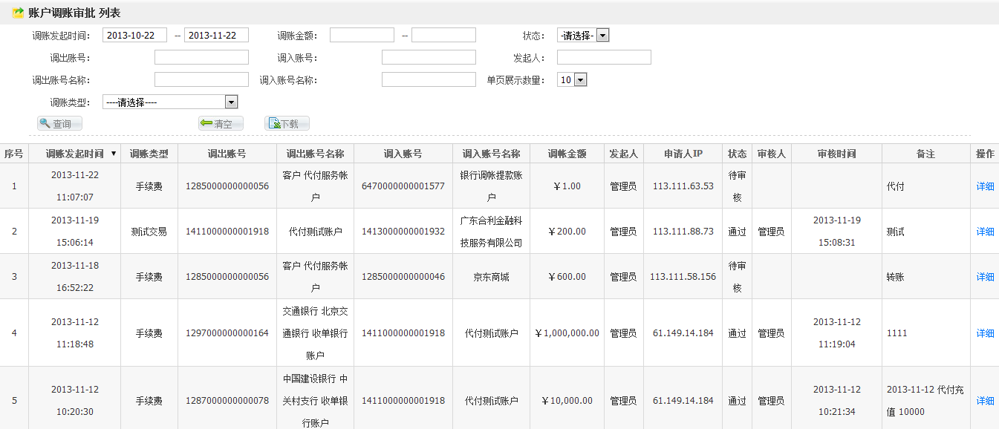 账户调账审批 列表
调账发起时间： 2013-10-22 -- 2013-11-22 调账金额： -- 状态： -请选择-
调出账号： 调入账号： 发起人：
调出账号名称： 调入账号名称： 单页展示数量： 10
调账类型： ----请选择----
查询 清空 下载
序号 调账发起时间 ▼ 调账类型 调出账号 调出账号名称 调入账号 调入账号名称 调帐金额 发起人 申请人IP 状态 审核人 审核时间 备注 操作
1 2013-11-22 11:07:07 手续费 1285000000000056 客户 代付服务帐户 6470000000001577 银行调帐提款账户 ￥1.00 管理员 113.111.63.53 待审核 代付 详细
2 2013-11-19 15:06:14 测试交易 1411000000001918 代付测试账户 1413000000001932 广东合利金融科技服务有限公司 ￥200.00 管理员 113.111.88.73 通过 管理员 2013-11-19 15:08:31 测试 详细
3 2013-11-18 16:52:22 手续费 1285000000000056 客户 代付服务帐户 1285000000000046 京东商城 ￥600.00 管理员 113.111.58.156 待审核 转账 详细
4 2013-11-12 11:18:48 手续费 1297000000000164 交通银行 北京交通银行 收单银行账户 1411000000001918 代付测试账户 ￥1,000,000.00 管理员 61.149.14.184 通过 管理员 2013-11-12 11:19:04 1111 详细
5 2013-11-12 10:20:30 手续费 1287000000000078 中国建设银行 中关村支行 收单银行账户 1411000000001918 代付测试账户 ￥10,000.00 管理员 61.149.14.184 通过 管理员 2013-11-12 10:21:34 2013-11-12 代付充值 10000 详细